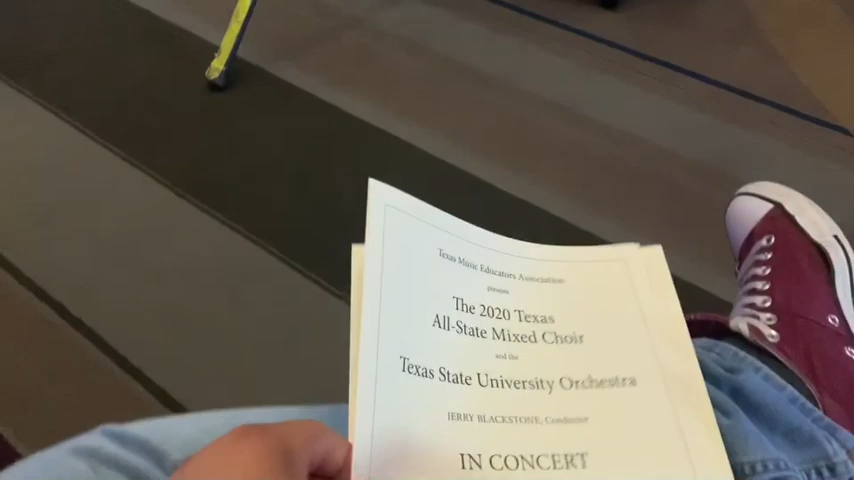 Texas Music Educators Association
presents
The 2020 Texas
All-State Mixed Choir
and the
Texas State University Orchestra
JERRY BLACKSTONE, Conductor
IN CONCERT